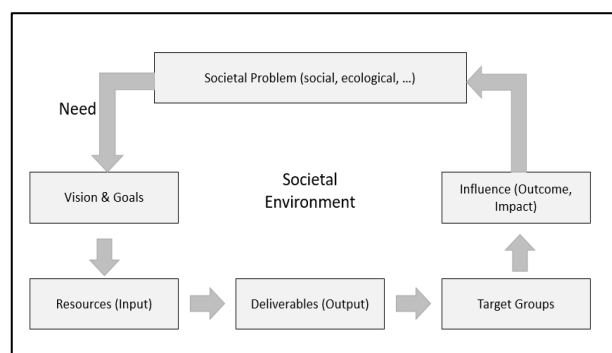 Societal Problem (social, ecological, ...)
Need
Vision & Goals
Societal
Environment
Influence (Outcome,
Impact)
Resources (Input)
Deliverables (Output)
Target Groups